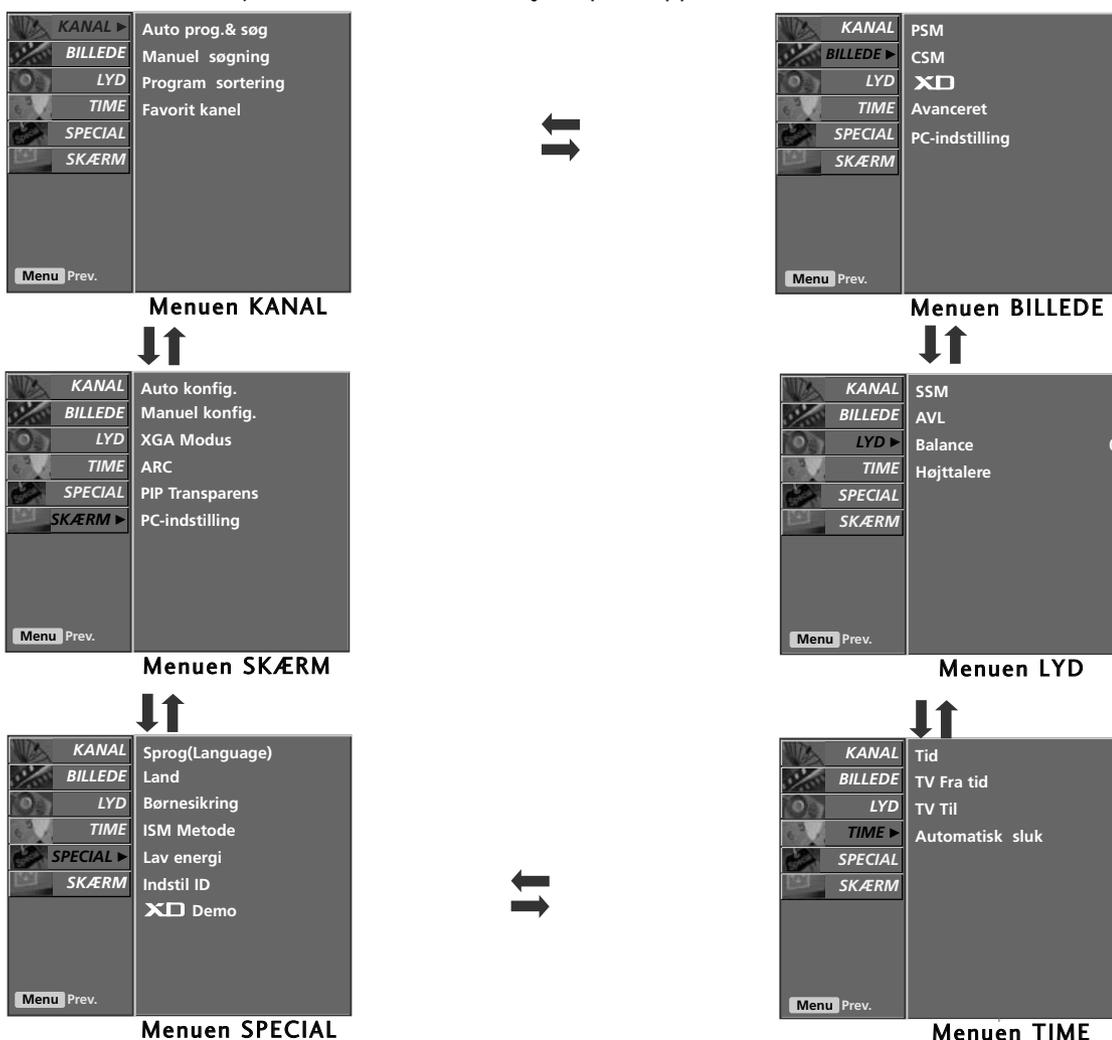 KANAL
BILLEDE
LYD
TIME
SPECIAL
SKÆRM
Auto prog.& søg
Manuel søgning
Program sortering
Favorit kanel
Menu Prev.
Menuen KANAL
KANAL
BILLEDE
LYD
TIME
SPECIAL
SKÆRM
PSM
CSM
XD
Avanceret
PC-indstilling
Menu Prev.
Menuen BILLEDE
KANAL
BILLEDE
LYD
TIME
SPECIAL
SKÆRM
Auto konfig.
Manuel konfig.
XGA Modus
ARC
PIP Transparens
PC-indstilling
Menu Prev.
Menuen SKÆRM
KANAL
BILLEDE
LYD
TIME
SPECIAL
SKÆRM
SSM
AVL
Balance
Højttalere
Menu Prev.
Menuen LYD
KANAL
BILLEDE
LYD
TIME
SPECIAL
SKÆRM
Sprog(Language)
Land
Børnesikring
ISM Metode
Lav energi
Indstil ID
XD Demo
Menu Prev.
Menuen SPECIAL
KANAL
BILLEDE
LYD
TIME
SPECIAL
SKÆRM
Tid
TV Fra tid
TV Til
Automatisk sluk
Menu Prev.
Menuen TIME